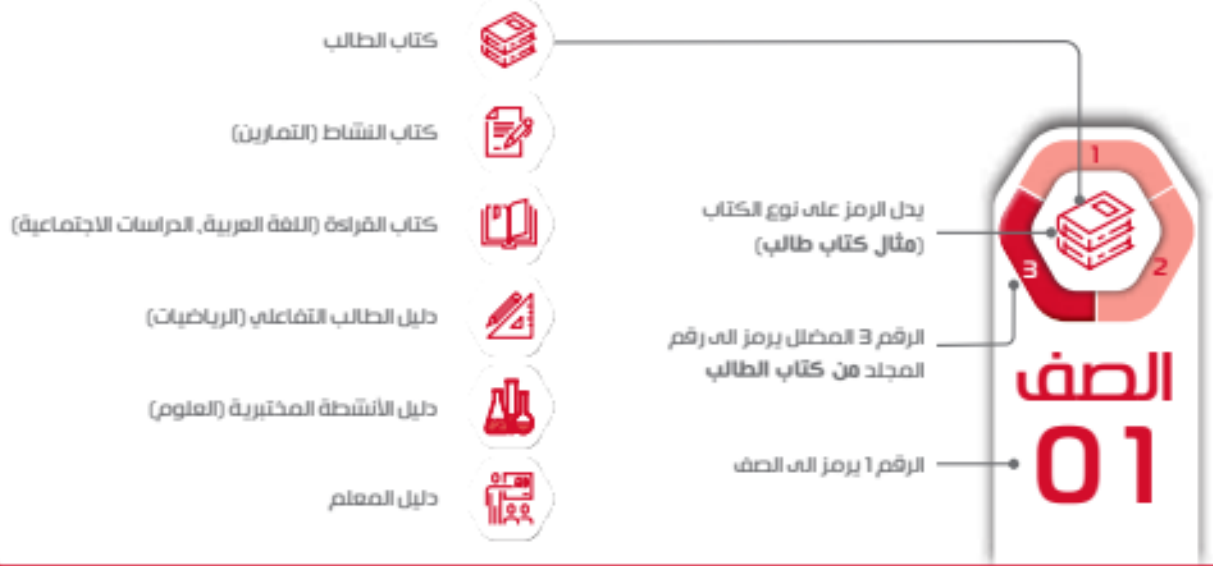 1
2
3
الصف
01
يدل الرمز على نوع الكتاب
(مثال كتاب طالب)
الرقم 3 المضلل يرمز الى رقم
المجلد من كتاب الطالب
الرقم 1 يرمز الى الصف
كتاب الطالب
كتاب النشاط (التمارين)
كتاب القراءة (اللغة العربية, الدراسات الاجتماعية)
دليل الطالب التفاعلي (الرياضيات)
دليل الأنشطة المختبرية (العلوم)
دليل المعلم